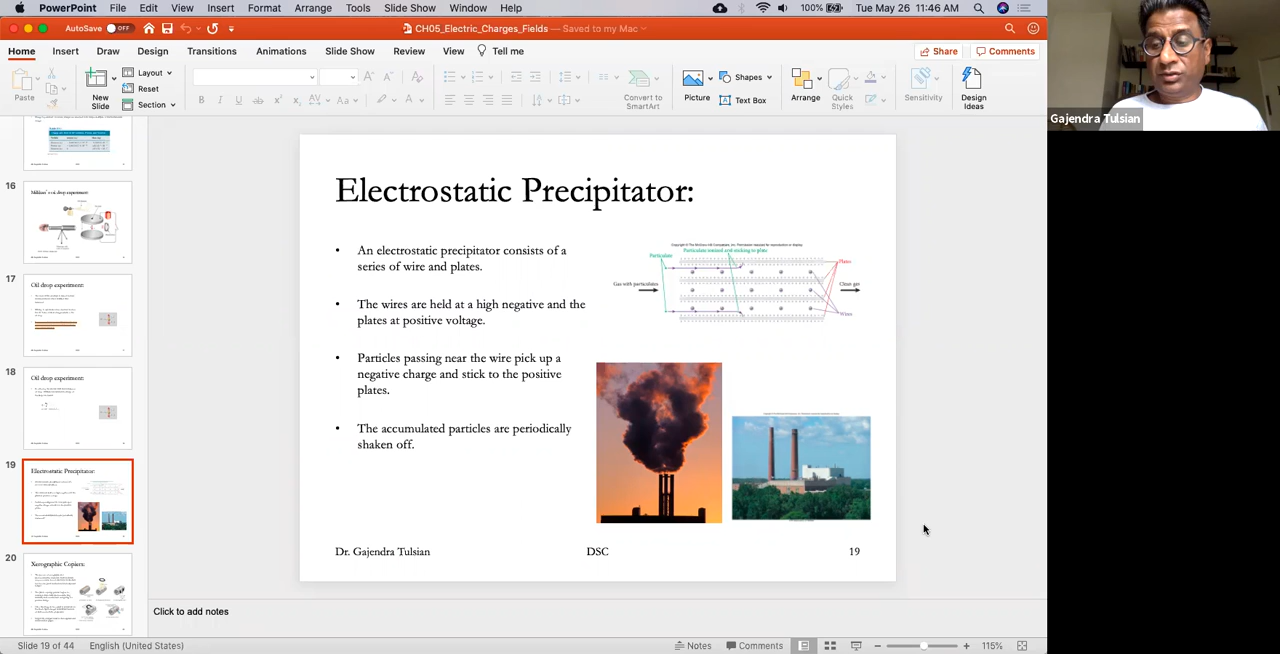 PowerPoint File Edit View Insert Format Arrange Tools Slide Show Window Help 100% Tue May 26 11:46 AM
AutoSave OFF CH05_Electric_Charges_Fields — Saved to my Mac
Home Insert Draw Design Transitions Animations Slide Show Review View Tell me Share Comments
Paste
New Slide
Layout
Reset
Section
B I U ab x² x₂ AV Aa A
Convert to SmartArt
Picture
Shapes
Text Box
Arrange
Quick Styles
Sensitivity
Design Ideas
Gajendra Tulsian
16
17
Oil drop experiment:
18
Oil drop experiment:
19
Electrostatic Precipitator:
20
Xerographic Copiers:
Electrostatic Precipitator:
• An electrostatic precipitator consists of a
series of wire and plates.
• The wires are held at a high negative and the
plates at positive voltage.
• Particles passing near the wire pick up a
negative charge and stick to the positive
plates.
• The accumulated particles are periodically
shaken off.
Particulate
Plates
Gas with particulates
Clean gas
Wires
Dr. Gajendra Tulsian DSC 19
Click to add notes
Slide 19 of 44 English (United States) Notes Comments 115%